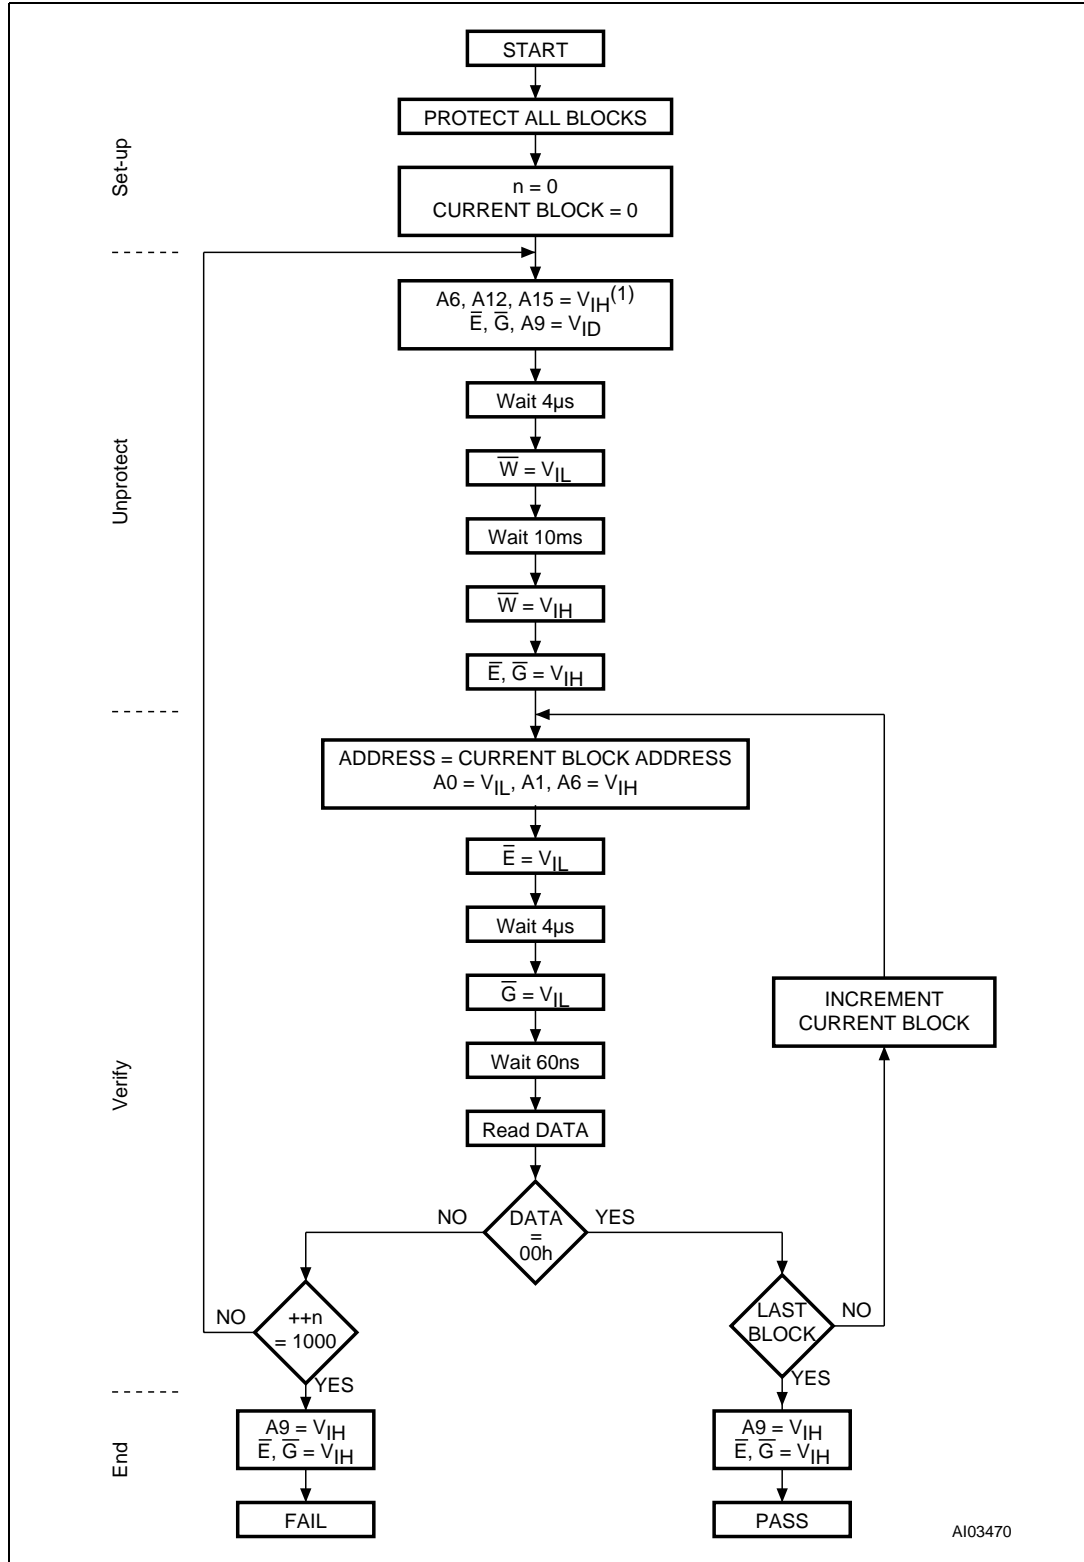 START
PROTECT ALL BLOCKS
Set-up
n = 0
CURRENT BLOCK = 0
A6, A12, A15 = VIH(1)
E̅, G̅, A9 = VID
Wait 4µs
Unprotect
W̅ = VIL
Wait 10ms
W̅ = VIH
E̅, G̅ = VIH
ADDRESS = CURRENT BLOCK ADDRESS
A0 = VIL, A1, A6 = VIH
E̅ = VIL
Wait 4µs
G̅ = VIL
INCREMENT
CURRENT BLOCK
Wait 60ns
Verify
Read DATA
NO
DATA
=
00h
YES
NO
++n
= 1000
YES
LAST
BLOCK
NO
YES
End
A9 = VIH
E̅, G̅ = VIH
A9 = VIH
E̅, G̅ = VIH
FAIL
PASS
AI03470